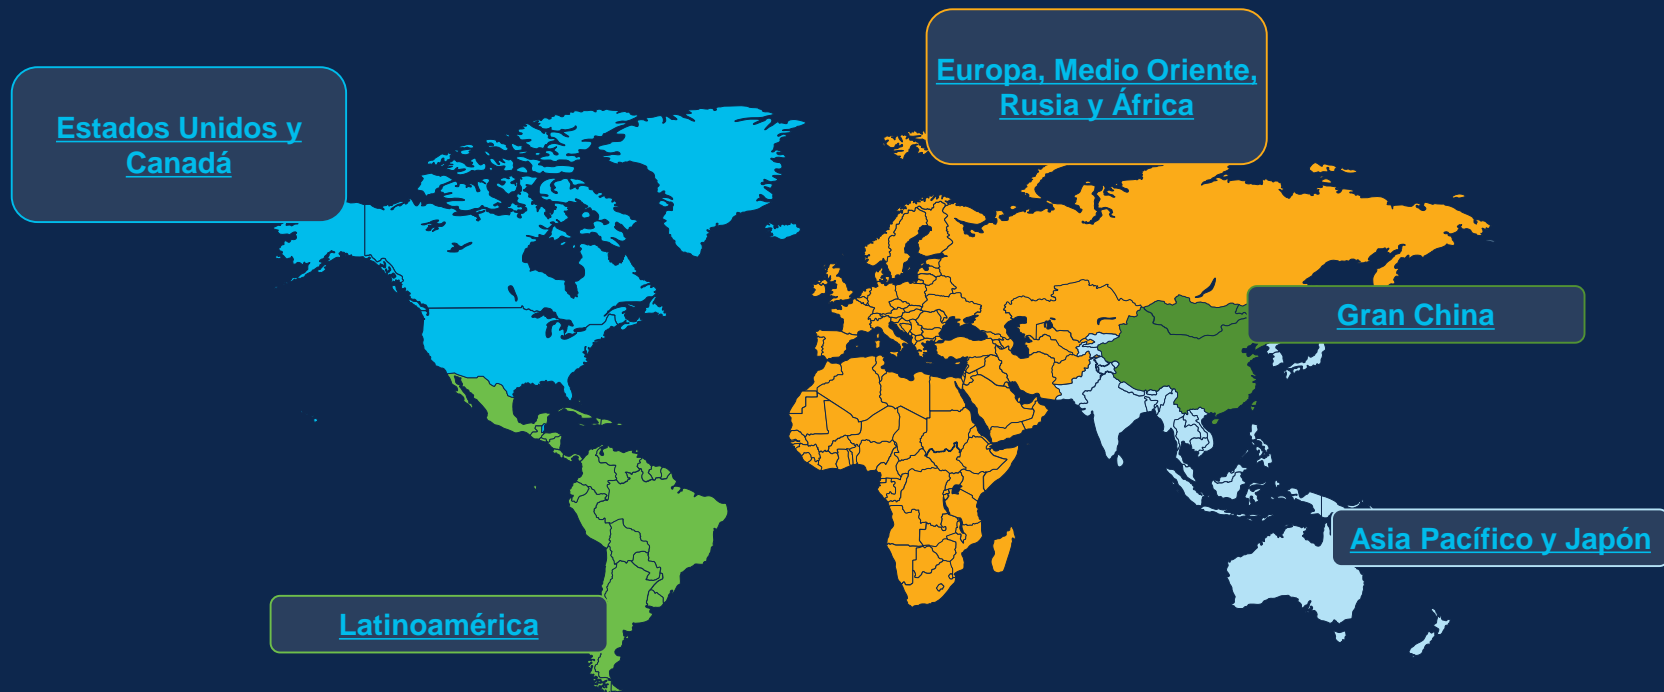 Europa, Medio Oriente,
Rusia y África
Estados Unidos y
Canadá
Gran China
Asia Pacífico y Japón
Latinoamérica